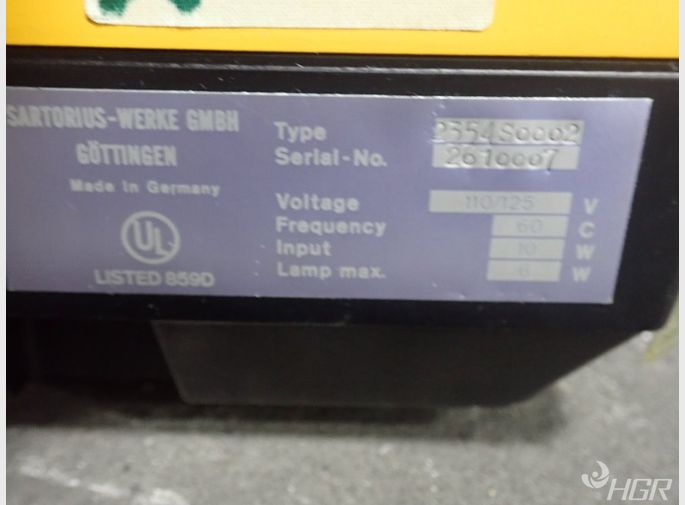 SARTORIUS-WERKE GMBH
GÖTTINGEN
Made in Germany
UL
LISTED 859D
Type 2354S0002
Serial-No. 2610007
Voltage 110/125 V
Frequency 60 C
Input 10 W
Lamp max. 6 W
HGR